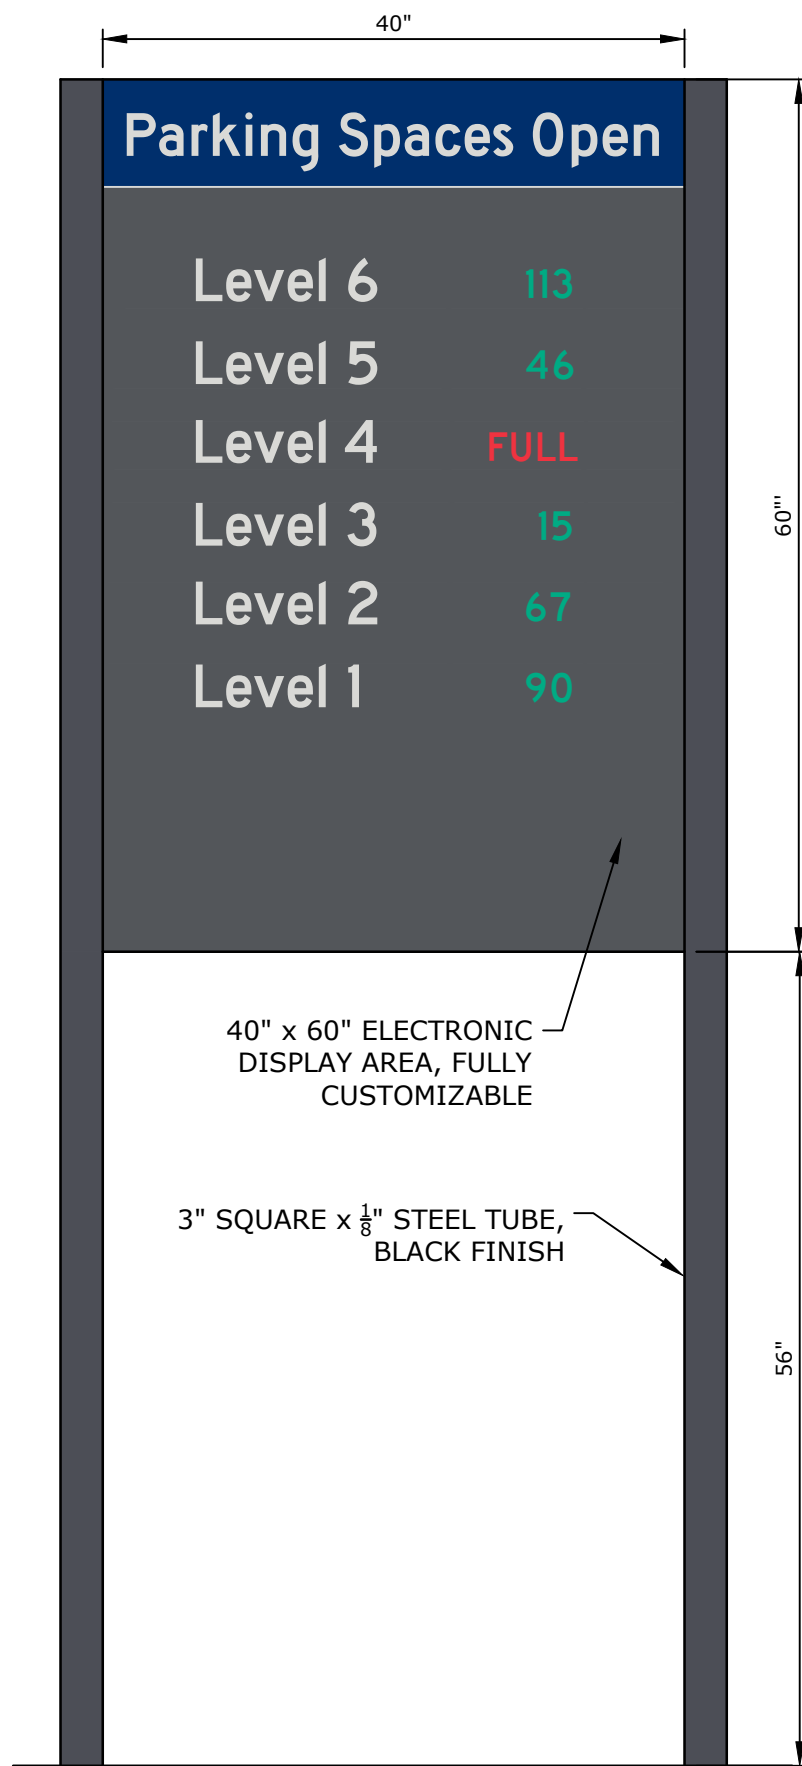 40"
Parking Spaces Open
Level 6 113
Level 5 46
Level 4 FULL
Level 3 15
Level 2 67
Level 1 90
60"'
40" x 60" ELECTRONIC
DISPLAY AREA, FULLY
CUSTOMIZABLE
3" SQUARE x 1/8" STEEL TUBE,
BLACK FINISH
56"